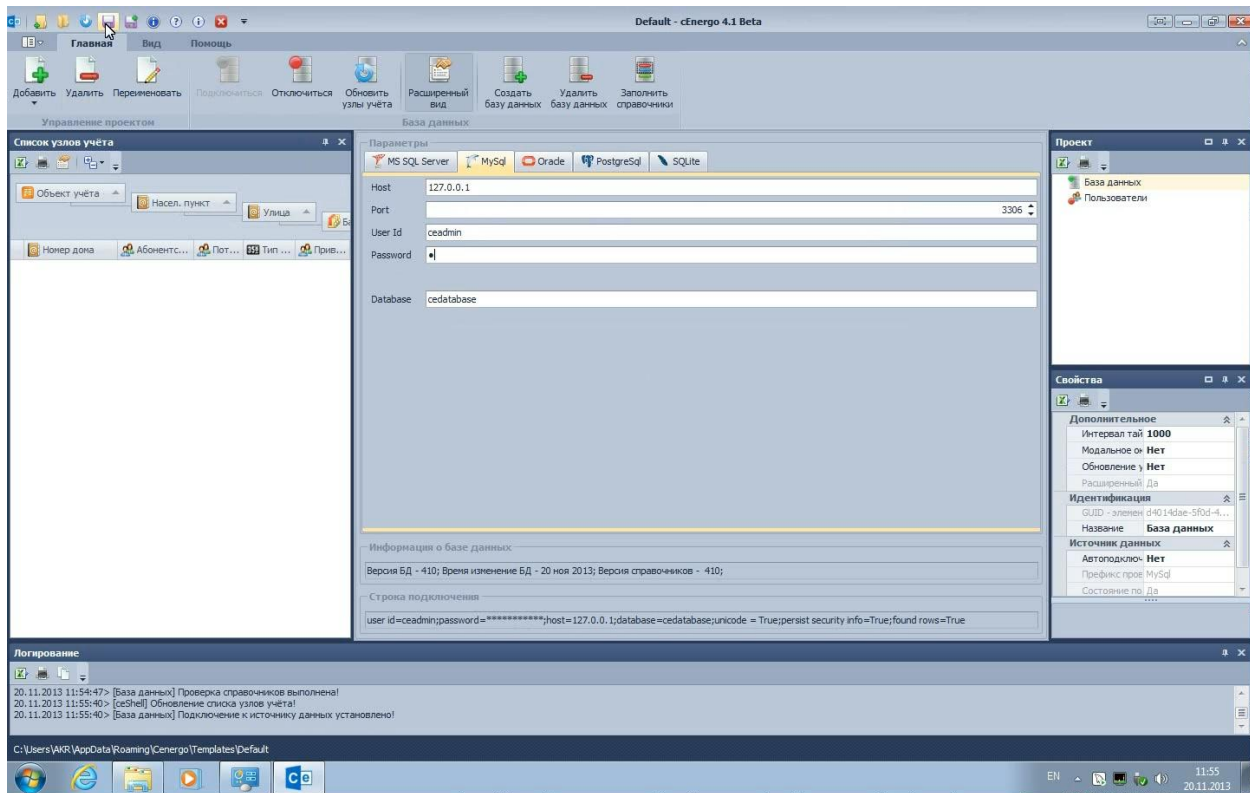 Default - cEnergo 4.1 Beta
Главная Вид Помощь
Добавить Удалить Переименовать Подключиться Отключиться Обновить узлы учёта Расширенный вид Создать базу данных Удалить базу данных Заполнить справочники
Управление проектом База данных
Список узлов учёта
Объект учёта
Насел. пункт
Улица
Номер дома Абонентс... Пот... Тип ... Прив...
Параметры
MS SQL Server MySql Oracle PostgreSql SQLite
Host 127.0.0.1
Port 3306
User Id ceadmin
Password
Database cedatabase
Информация о базе данных
Версия БД - 410; Время изменение БД - 20 ноя 2013; Версия справочников - 410;
Строка подключения
user id=ceadmin;password=***********;host=127.0.0.1;database=cedatabase;unicode = True;persist security info=True;found rows=True
Проект
База данных
Пользователи
Свойства
Дополнительное
Интервал тай 1000
Модальное ок Нет
Обновление у Нет
Расширенный Да
Идентификация
GUID - элемен d4014dae-5f0d-4...
Название База данных
Источник данных
Автоподключ Нет
Префикс прое MySql
Состояние по Да
Логирование
20.11.2013 11:54:47> [База данных] Проверка справочников выполнена!
20.11.2013 11:55:40> [ceShell] Обновление списка узлов учёта!
20.11.2013 11:55:40> [База данных] Подключение к источнику данных установлено!
C:\Users\AKR\AppData\Roaming\Cenergo\Templates\Default
EN 11:55
20.11.2013